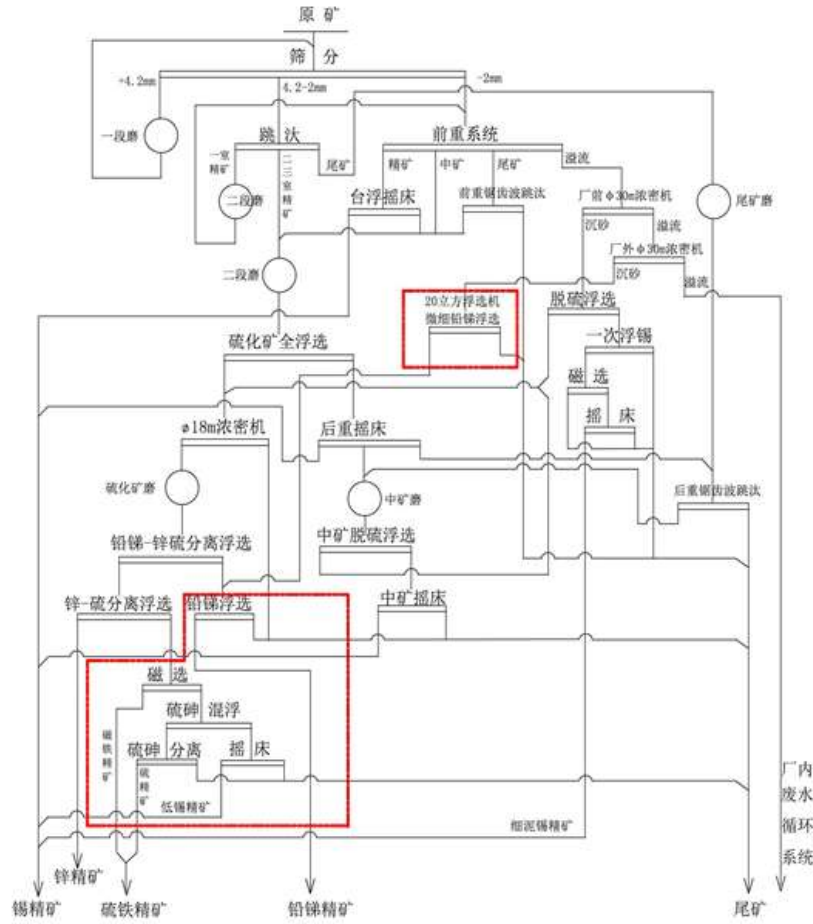 原 矿
筛 分
+4.2mm
4.2-2mm
-2mm
一段磨
跳 汰
前重系统
一室精矿
二三室精矿
尾矿
精矿
中矿
尾矿
溢流
二段磨
台浮摇床
前重锯齿波跳汰
厂前φ30m浓密机
尾矿磨
沉砂
溢流
厂外φ30m浓密机
二段磨
沉砂
溢流
20立方浮选机
微细铅锑浮选
脱硫浮选
一次浮锡
硫化矿全浮选
磁 选
摇 床
φ18m浓密机
后重摇床
硫化矿磨
中矿磨
后重锯齿波跳汰
铅锑-锌硫分离浮选
中矿脱硫浮选
锌-硫分离浮选
铅锑浮选
中矿摇床
磁 选
硫砷 混浮
磁铁精矿
硫砷 分离
摇 床
硫精矿
低锡精矿
细泥锡精矿
厂内
废水
循环
系统
锡精矿
锌精矿
硫铁精矿
铅锑精矿
尾矿